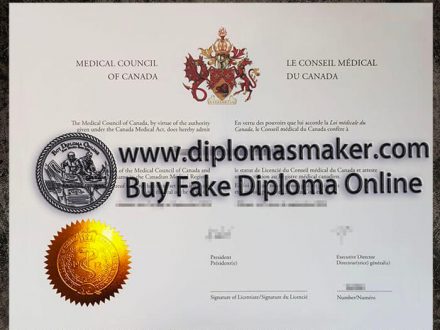 MEDICAL COUNCIL
OF CANADA
LE CONSEIL MÉDICAL
DU CANADA
The Medical Council of Canada, by virtue of the authority
given under the Canada Medical Act, does hereby admit
En vertu des pouvoirs que lui accorde la Loi médicale du
Canada, le Conseil médical du Canada confère à
www.diplomasmaker.com
Buy Fake Diploma Online
Buy Diploma Online
President
Président(e)
Executive Director
Directeur(trice) général(e)
Signature of Licentiate/Signature du Licencié
Number/Numéro